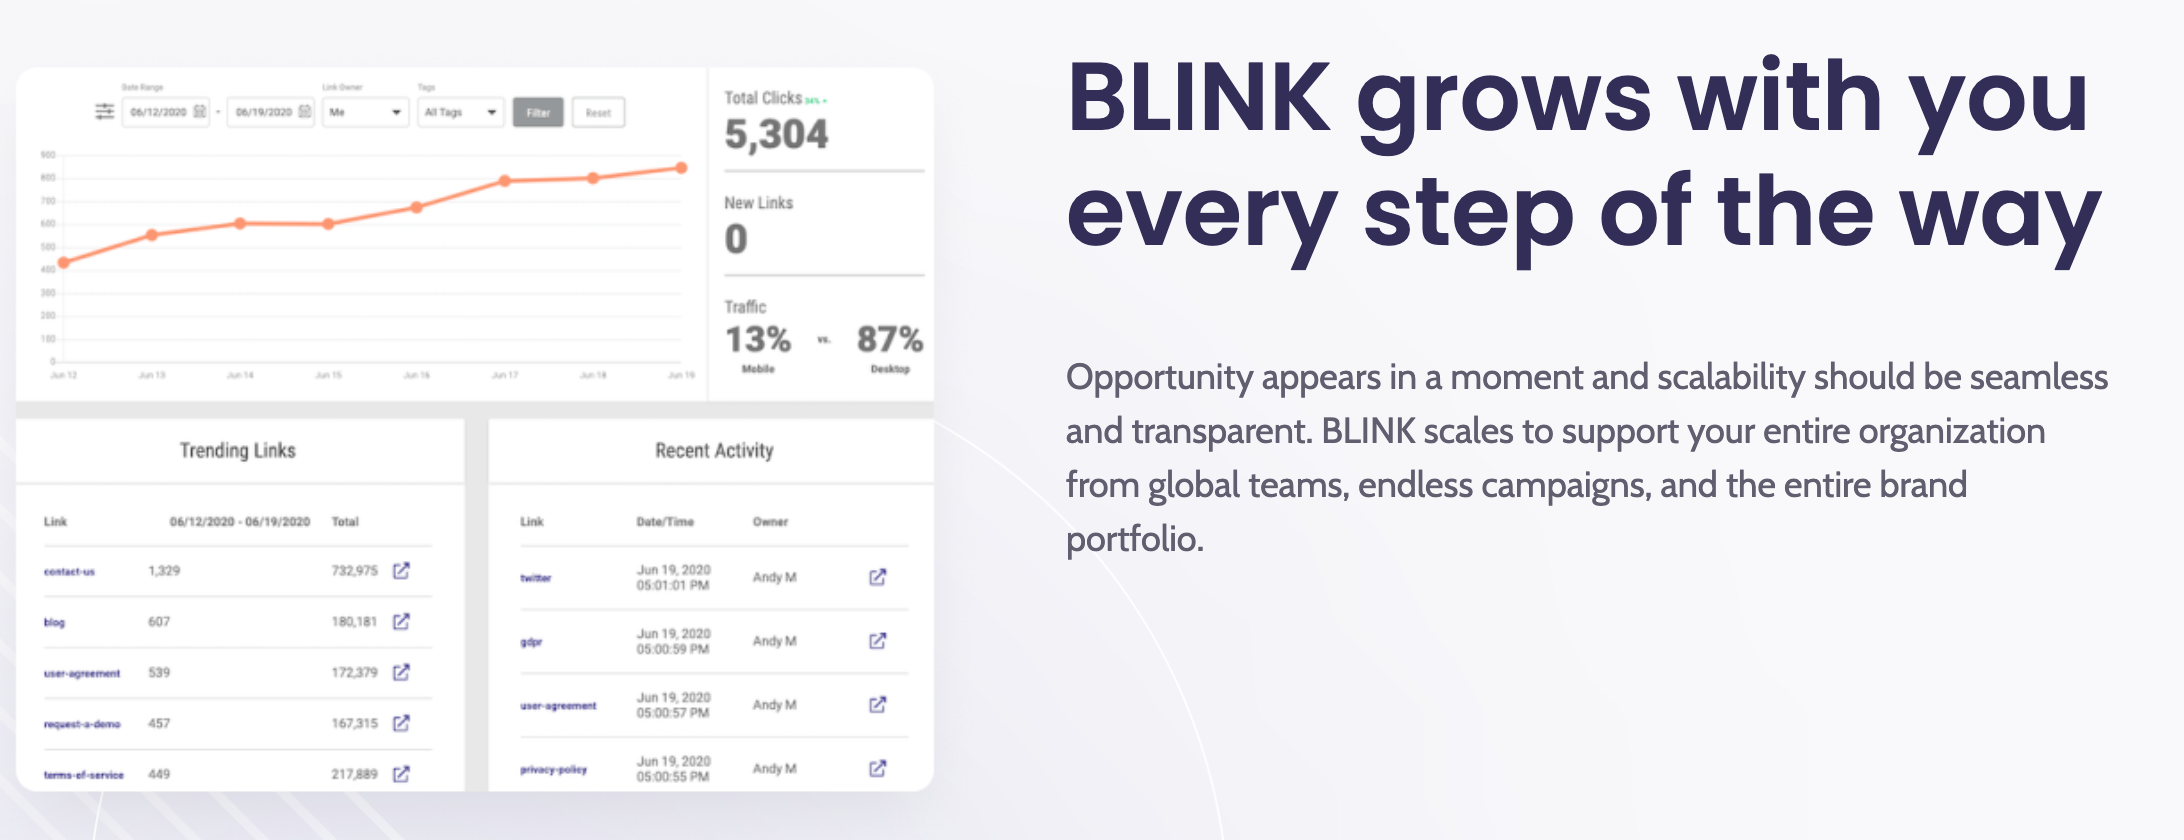 Date Range
Link Owner
Tags
06/12/2020 - 06/19/2020 Me All Tags Filter Reset
900
800
700
600
500
400
300
200
100
0
Jun 12 Jun 13 Jun 14 Jun 15 Jun 16 Jun 17 Jun 18 Jun 19
Total Clicks
5,304
New Links
0
Traffic
13% vs. 87%
Mobile Desktop
Trending Links
Link 06/12/2020 - 06/19/2020 Total
contact-us 1,329 732,975
blog 607 180,181
user-agreement 539 172,379
request-a-demo 457 167,315
terms-of-service 449 217,889
Recent Activity
Link Date/Time Owner
twitter Jun 19, 2020 Andy M
05:01:01 PM
gdpr Jun 19, 2020 Andy M
05:00:59 PM
user-agreement Jun 19, 2020 Andy M
05:00:57 PM
privacy-policy Jun 19, 2020 Andy M
05:00:55 PM
BLINK grows with you
every step of the way
Opportunity appears in a moment and scalability should be seamless
and transparent. BLINK scales to support your entire organization
from global teams, endless campaigns, and the entire brand
portfolio.